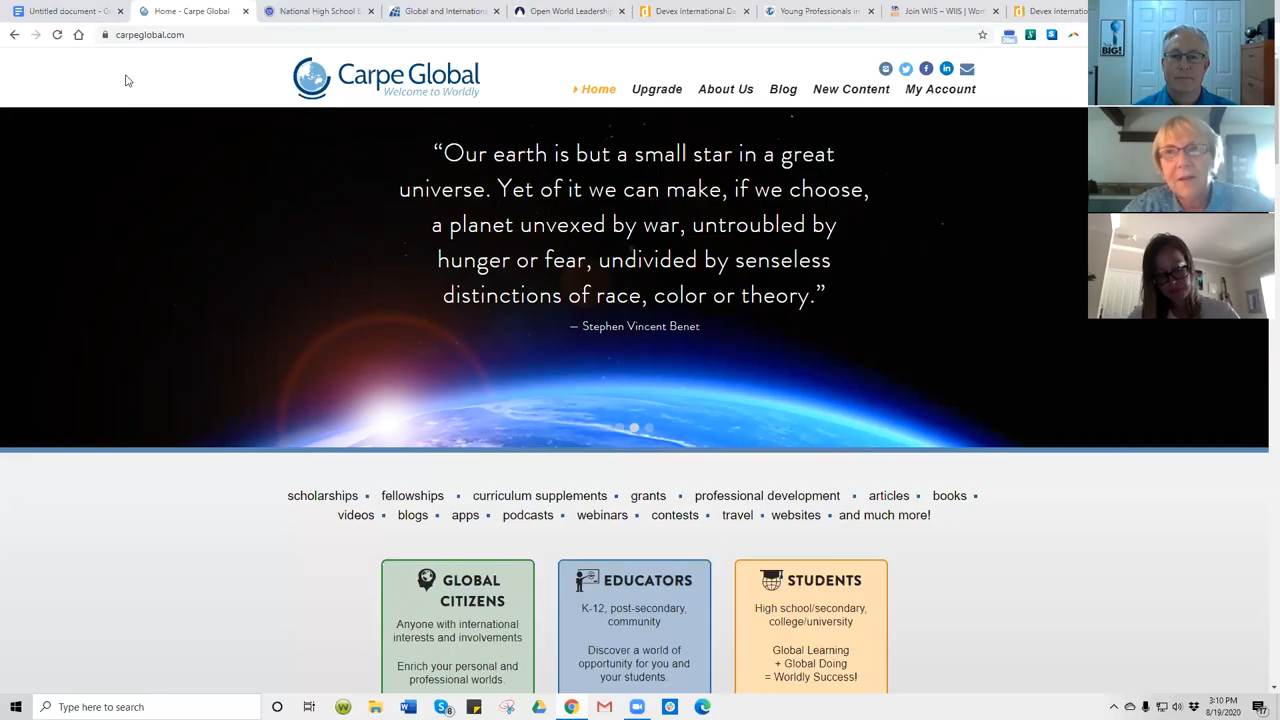 Untitled document - G
Home - Carpe Global
National High School E
Global and Internationa
Open World Leadership
Devex International Do
Young Professionals in
Join WIIS – WIIS | Wom
Devex Internatio
carpeglobal.com
BIG!
Carpe Global
Welcome to Worldly
Home Upgrade About Us Blog New Content My Account
“Our earth is but a small star in a great
universe. Yet of it we can make, if we choose,
a planet unvexed by war, untroubled by
hunger or fear, undivided by senseless
distinctions of race, color or theory.”
— Stephen Vincent Benet
scholarships ▪ fellowships ▪ curriculum supplements ▪ grants ▪ professional development ▪ articles ▪ books ▪
videos ▪ blogs ▪ apps ▪ podcasts ▪ webinars ▪ contests ▪ travel ▪ websites ▪ and much more!
GLOBAL
CITIZENS
Anyone with international
interests and involvements
Enrich your personal and
professional worlds.
EDUCATORS
K-12, post-secondary,
community
Discover a world of
opportunity for you and
your students.
STUDENTS
High school/secondary,
college/university
Global Learning
+ Global Doing
= Worldly Success!
Type here to search
3:10 PM
8/19/2020
17